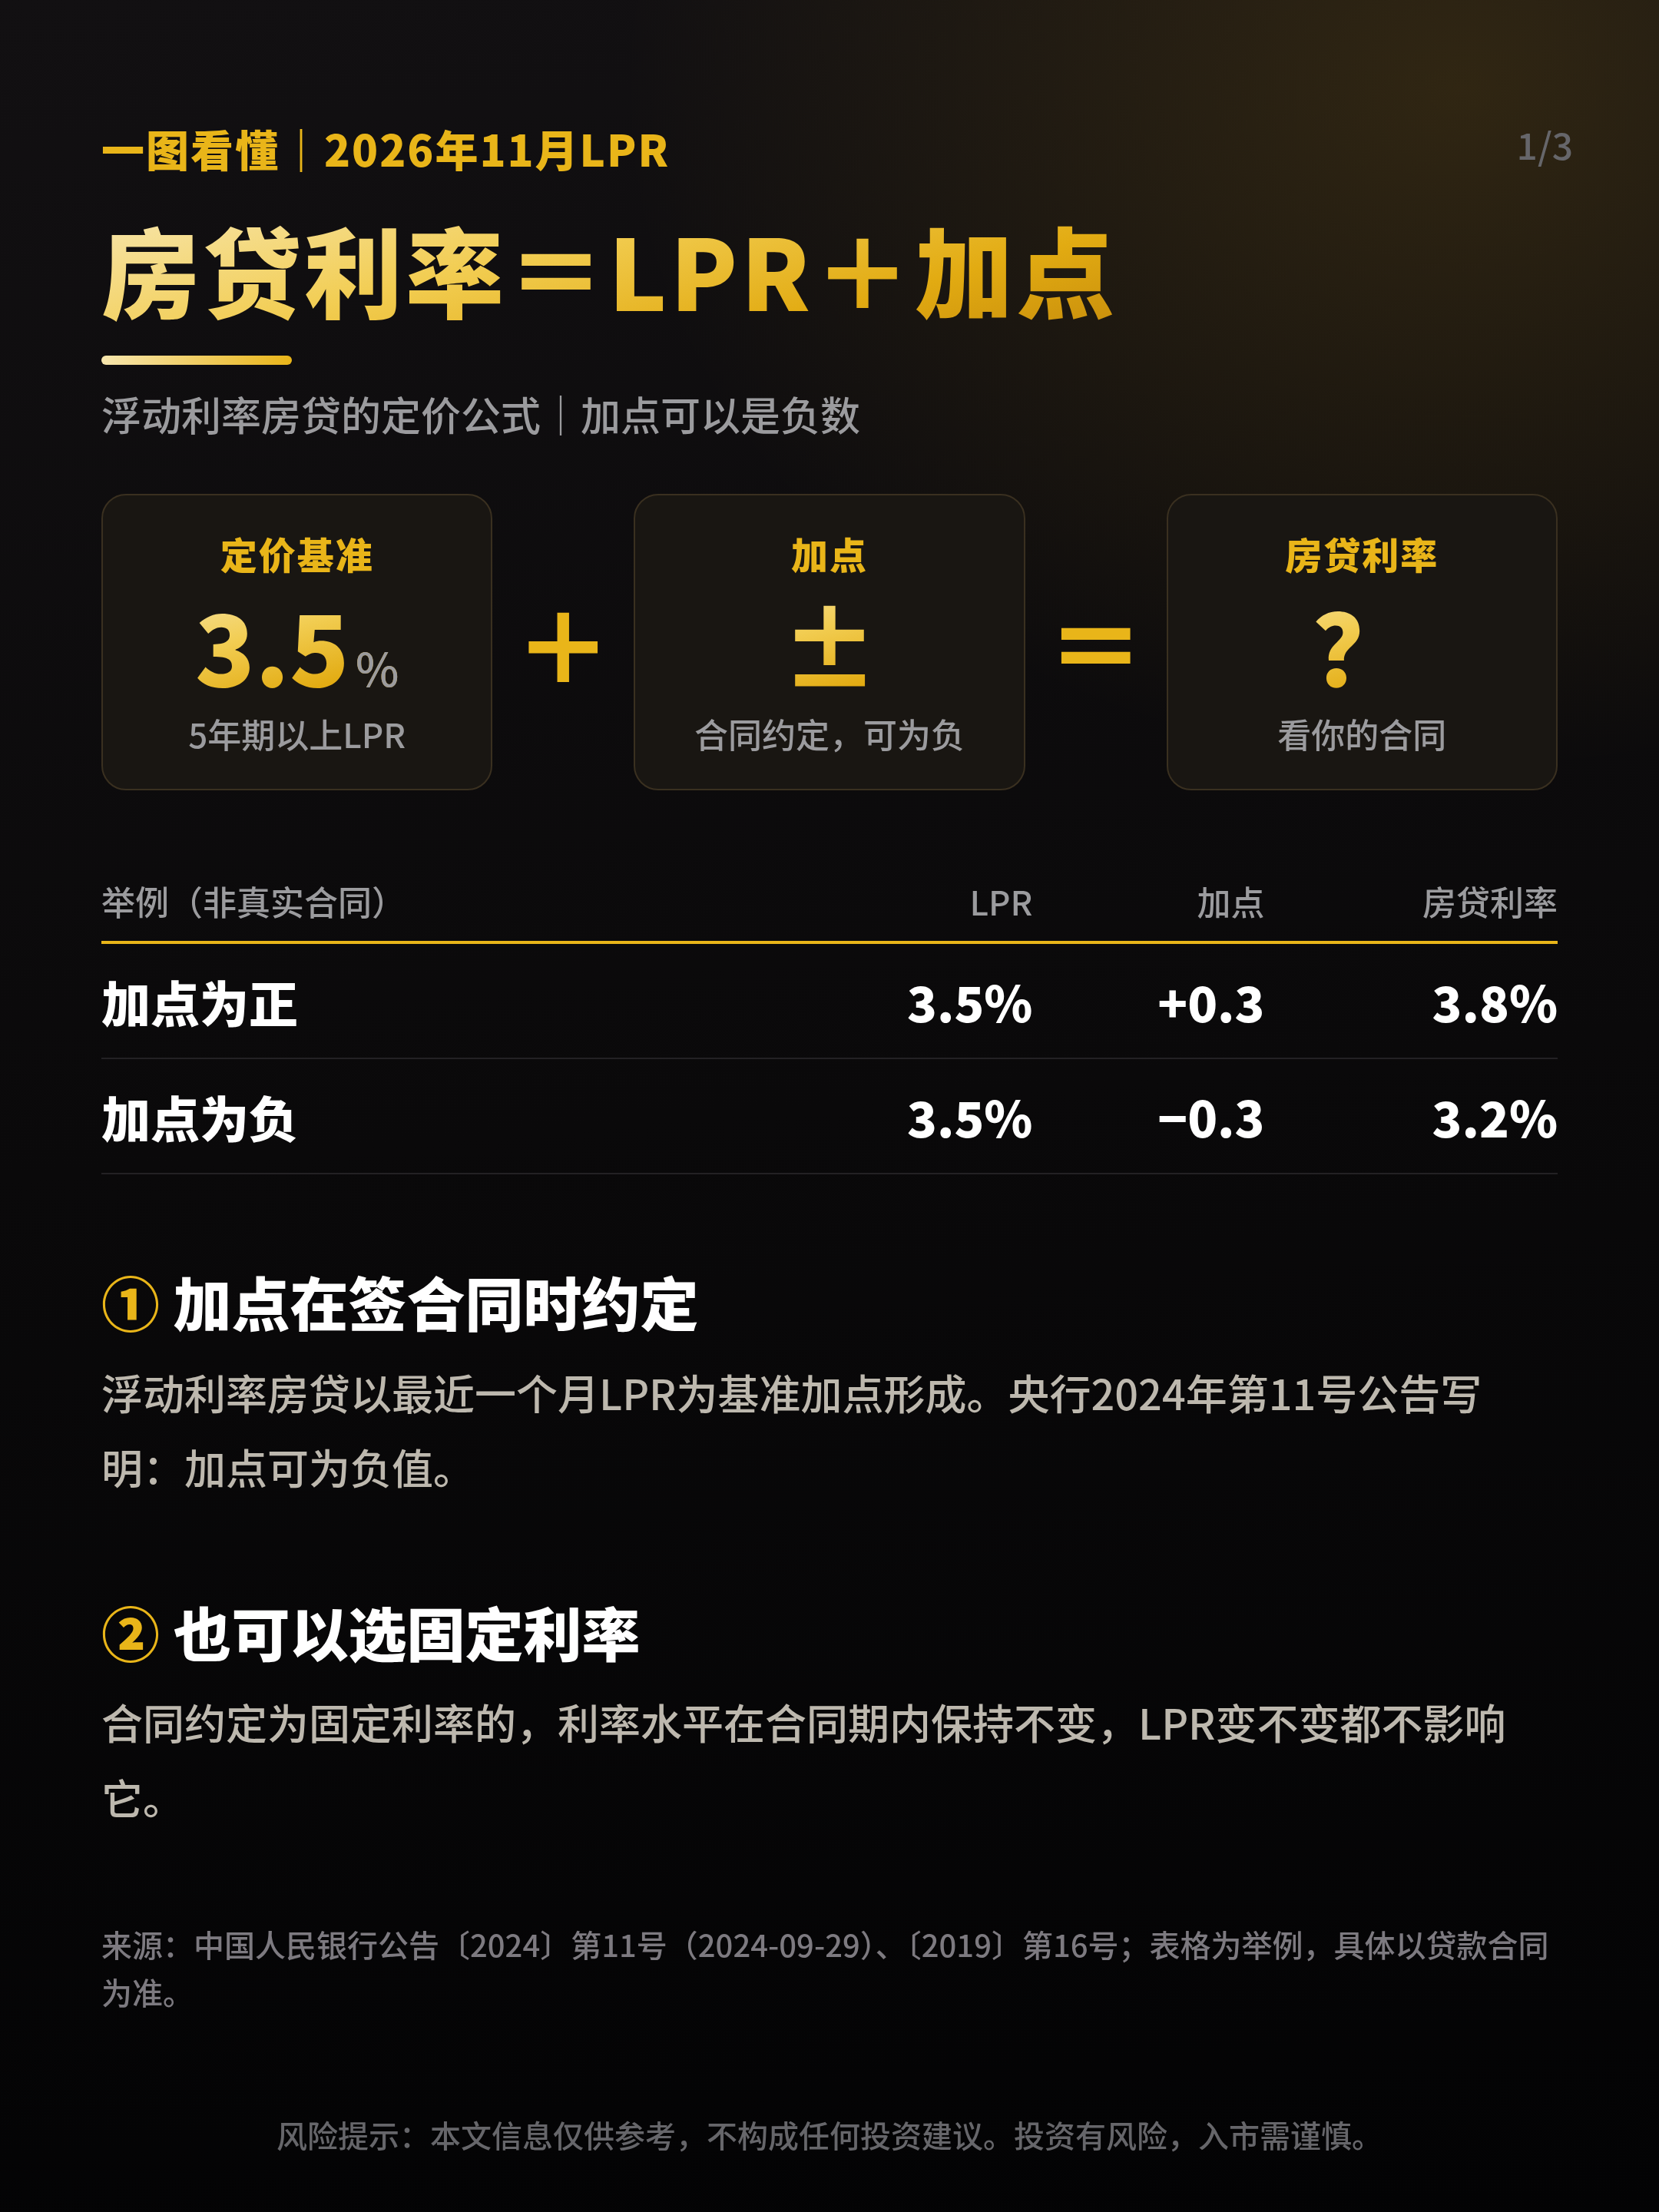 一图看懂｜2026年11月LPR
1/3
房贷利率＝LPR＋加点
浮动利率房贷的定价公式｜加点可以是负数
定价基准
3.5%
5年期以上LPR
＋
加点
±
合同约定，可为负
＝
房贷利率
？
看你的合同
举例（非真实合同） LPR 加点 房贷利率
加点为正 3.5% +0.3 3.8%
加点为负 3.5% −0.3 3.2%
① 加点在签合同时约定
浮动利率房贷以最近一个月LPR为基准加点形成。央行2024年第11号公告写
明：加点可为负值。
② 也可以选固定利率
合同约定为固定利率的，利率水平在合同期内保持不变，LPR变不变都不影响
它。
来源：中国人民银行公告〔2024〕第11号（2024-09-29）、〔2019〕第16号；表格为举例，具体以贷款合同
为准。
风险提示：本文信息仅供参考，不构成任何投资建议。投资有风险，入市需谨慎。